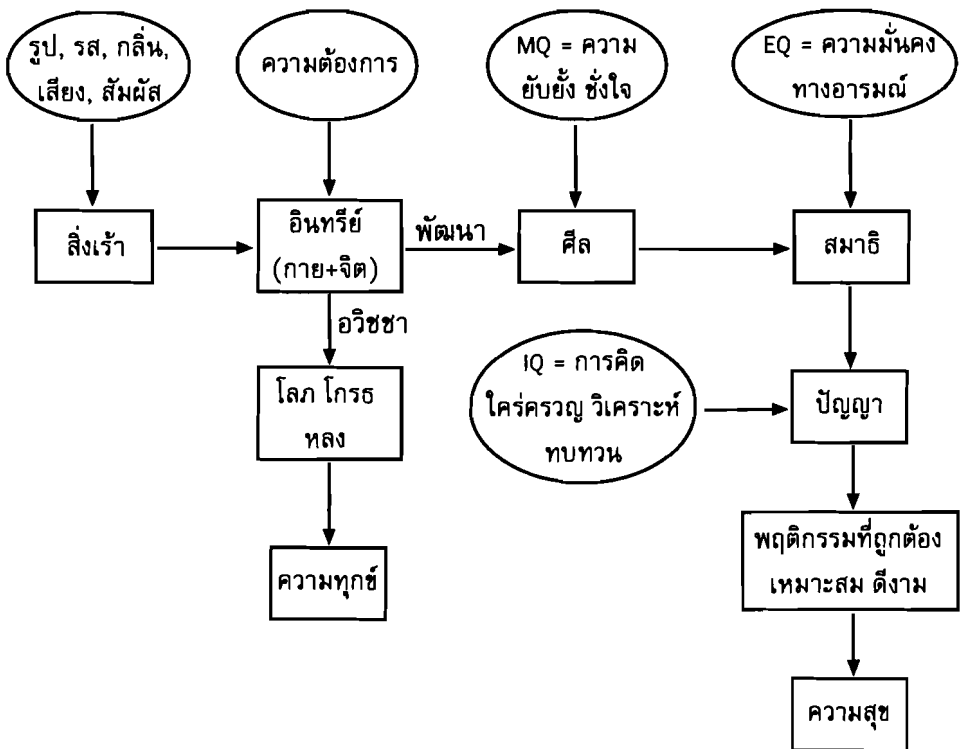 รูป, รส, กลิ่น,
เสียง, สัมผัส
ความต้องการ
MQ = ความ
ยับยั้ง ชั่งใจ
EQ = ความมั่นคง
ทางอารมณ์
สิ่งเร้า
อินทรีย์
(กาย+จิต)
พัฒนา
ศีล
สมาธิ
อวิชชา
โลภ โกรธ
หลง
IQ = การคิด
ใคร่ครวญ วิเคราะห์
ทบทวน
ปัญญา
ความทุกข์
พฤติกรรมที่ถูกต้อง
เหมาะสม ดีงาม
ความสุข